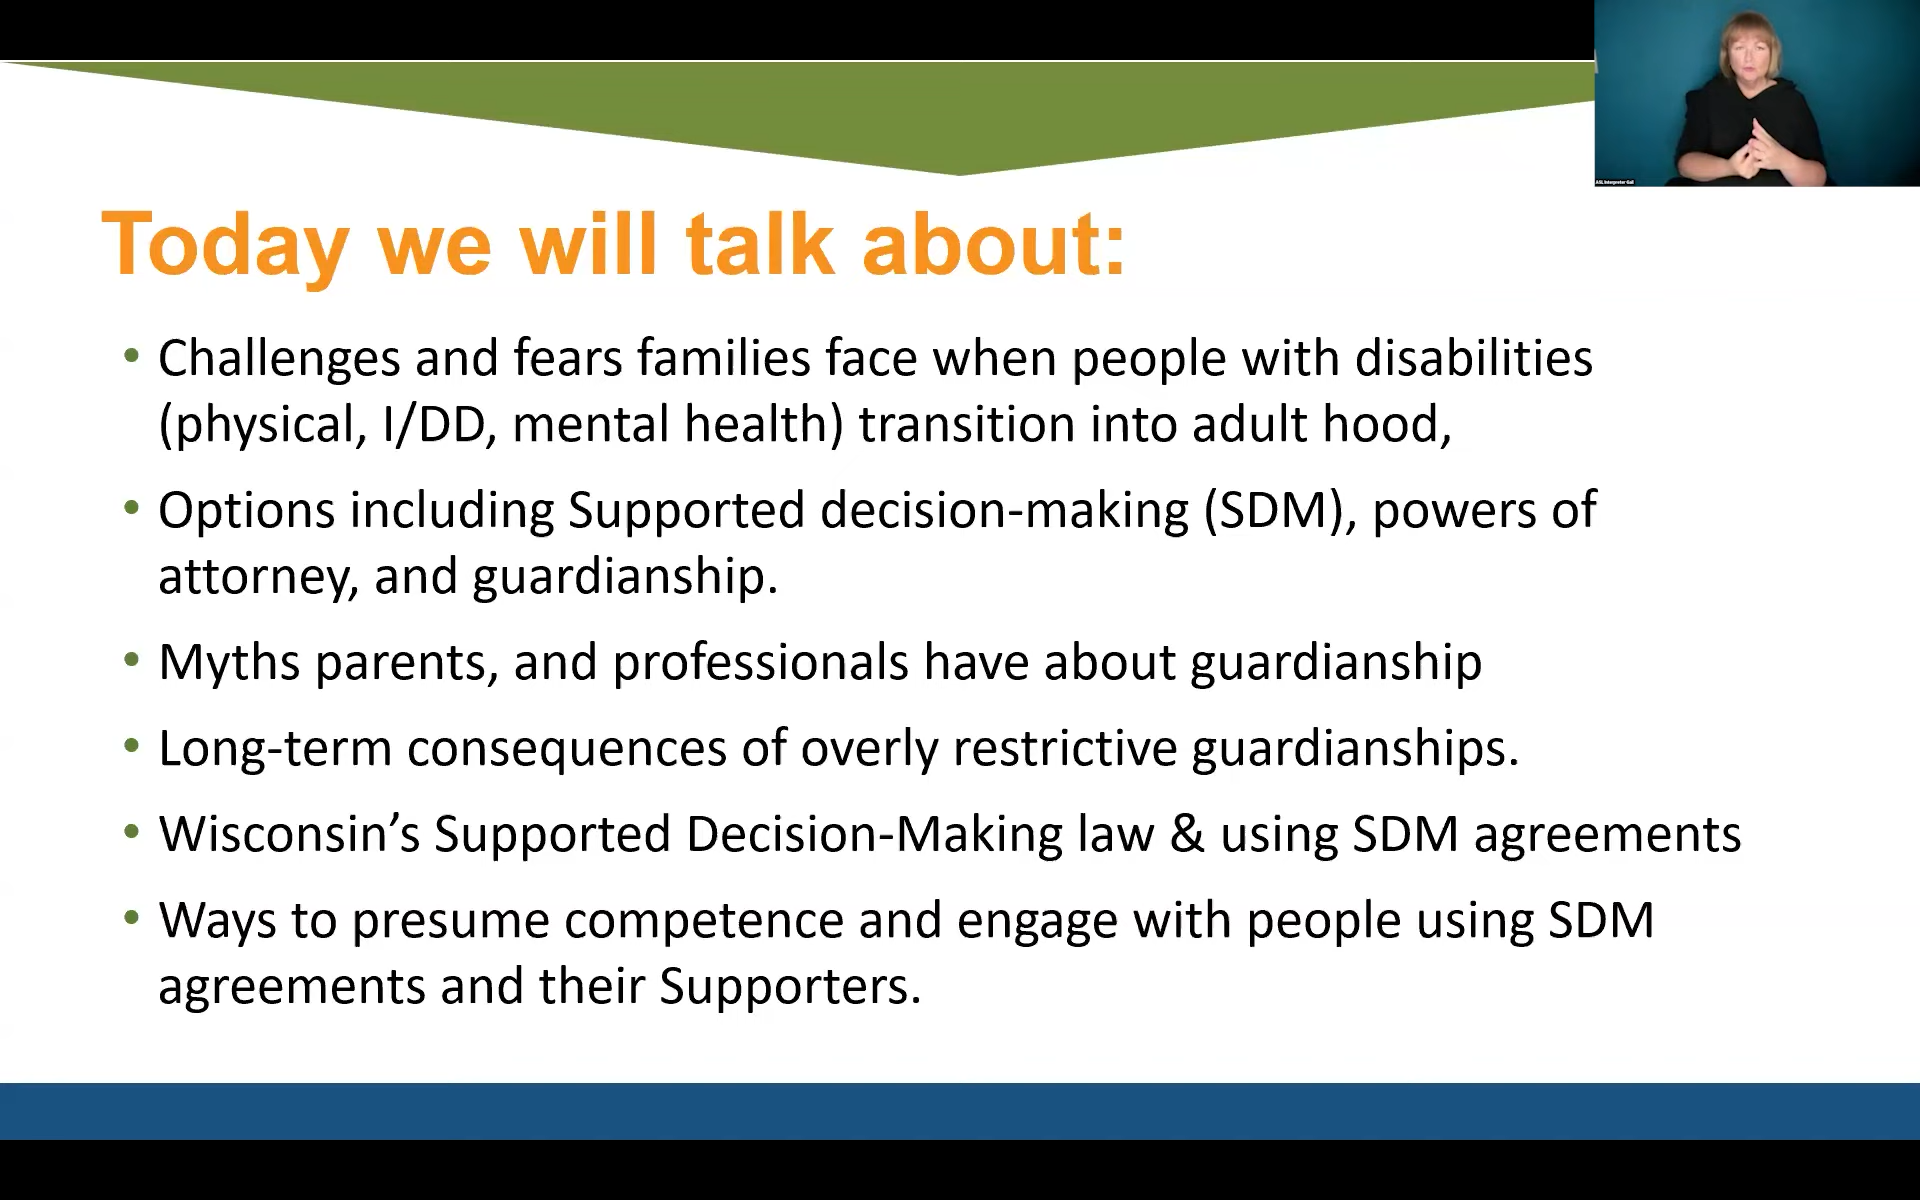 ASL Interpreter Gail
Today we will talk about:
• Challenges and fears families face when people with disabilities
(physical, I/DD, mental health) transition into adult hood,
• Options including Supported decision-making (SDM), powers of
attorney, and guardianship.
• Myths parents, and professionals have about guardianship
• Long-term consequences of overly restrictive guardianships.
• Wisconsin’s Supported Decision-Making law & using SDM agreements
• Ways to presume competence and engage with people using SDM
agreements and their Supporters.